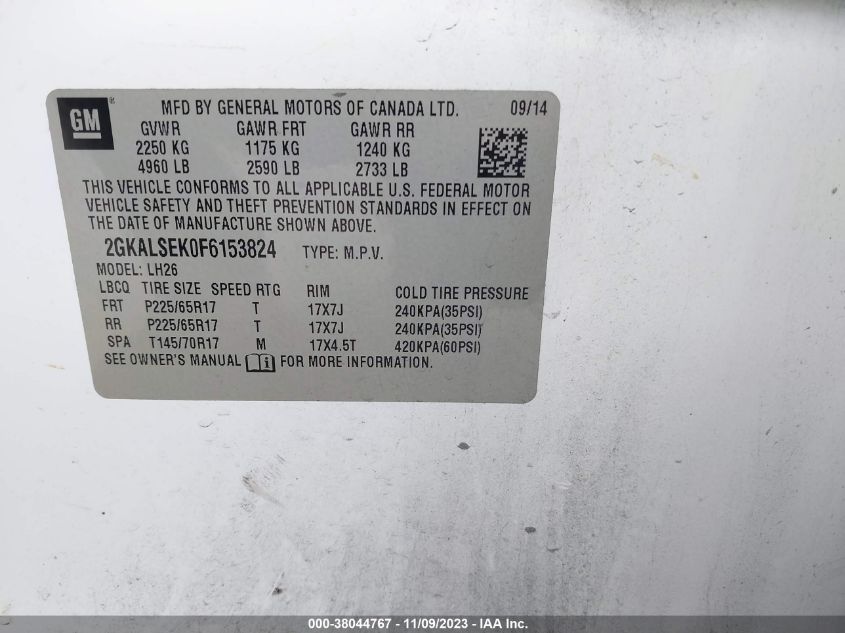 GM ® MFD BY GENERAL MOTORS OF CANADA LTD. 09/14
GVWR GAWR FRT GAWR RR
2250 KG 1175 KG 1240 KG
4960 LB 2590 LB 2733 LB
THIS VEHICLE CONFORMS TO ALL APPLICABLE U.S. FEDERAL MOTOR
VEHICLE SAFETY AND THEFT PREVENTION STANDARDS IN EFFECT ON
THE DATE OF MANUFACTURE SHOWN ABOVE.
2GKALSEK0F6153824 TYPE: M.P.V.
MODEL: LH26
LBCQ TIRE SIZE SPEED RTG RIM COLD TIRE PRESSURE
FRT P225/65R17 T 17X7J 240KPA(35PSI)
RR P225/65R17 T 17X7J 240KPA(35PSI)
SPA T145/70R17 M 17X4.5T 420KPA(60PSI)
SEE OWNER'S MANUAL FOR MORE INFORMATION.
000-38044767 - 11/09/2023 - IAA Inc.